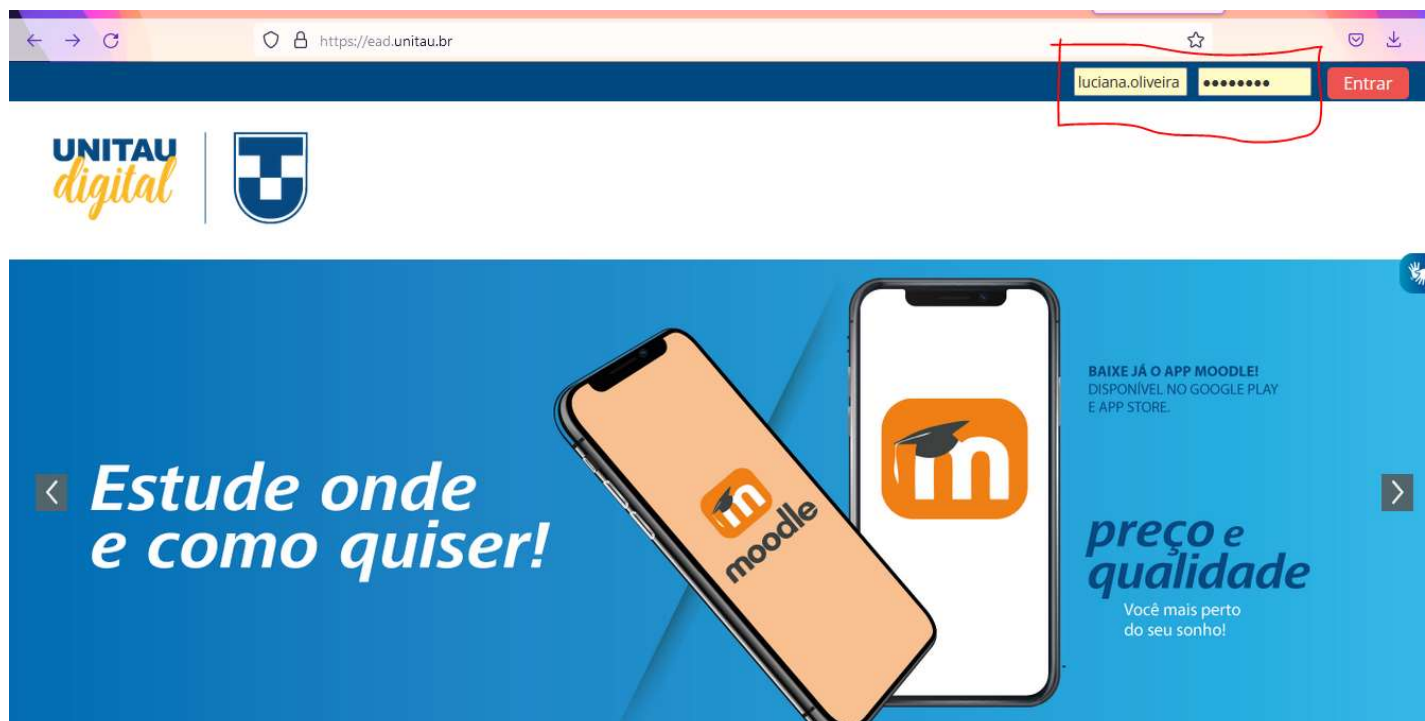 https://ead.unitau.br
luciana.oliveira •••••••• Entrar
UNITAU
digital
BAIXE JÁ O APP MOODLE!
DISPONÍVEL NO GOOGLE PLAY
E APP STORE.
Estude onde
e como quiser!
m
moodle
m
preço e
qualidade
Você mais perto
do seu sonho!